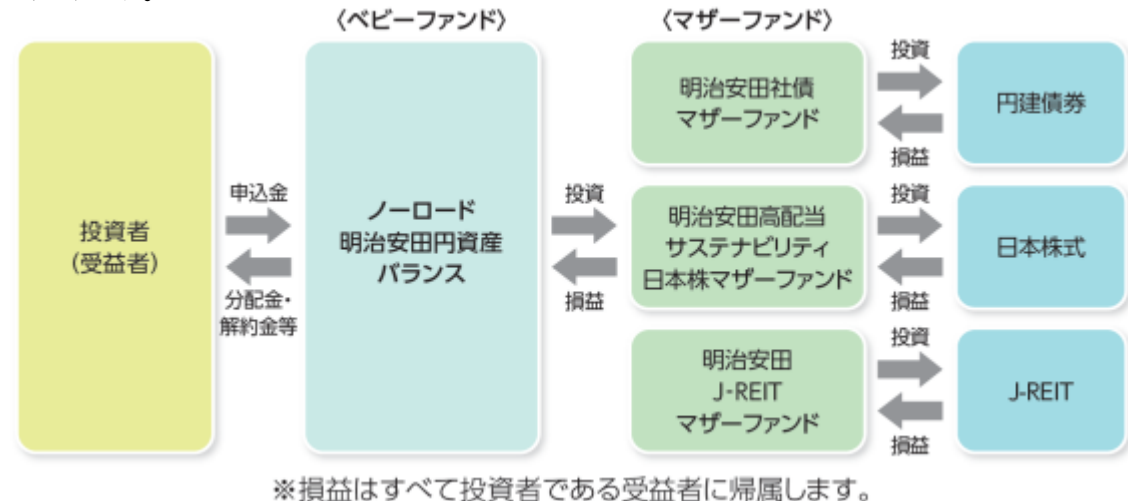 〈ベビーファンド〉
〈マザーファンド〉
投資者
(受益者)
申込金
分配金・
解約金等
ノーロード
明治安田円資産
バランス
投資
損益
明治安田社債
マザーファンド
投資
損益
円建債券
明治安田高配当
サステナビリティ
日本株マザーファンド
投資
損益
日本株式
明治安田
J-REIT
マザーファンド
投資
損益
J-REIT
※損益はすべて投資者である受益者に帰属します。